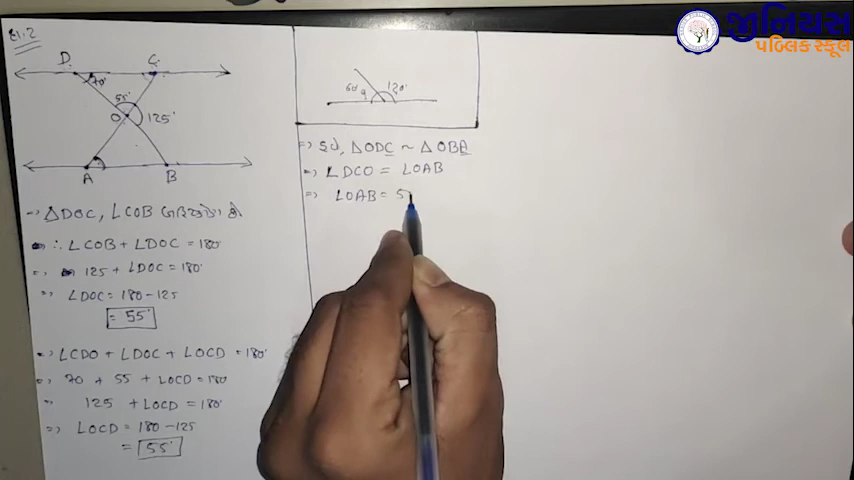 જીનિયસ
પબ્લિક સ્કૂલ
દા.2
D
C
70°
55°
O
125°
A
B
60°
120°
⇒ ΔDOC, ∠COB
∴ ∠COB + ∠DOC = 180°
⇒ 125 + ∠DOC = 180°
⇒ ∠DOC = 180 - 125
= 55°
⇒ ∠CDO + ∠DOC + ∠OCD = 180°
⇒ 70 + 55 + ∠OCD = 180
⇒ 125 + ∠OCD = 180°
⇒ ∠OCD = 180 - 125
= 55°
⇒ હવે, ΔODC ~ ΔOBA
⇒ ∠DCO = ∠OAB
⇒ ∠OAB = 5